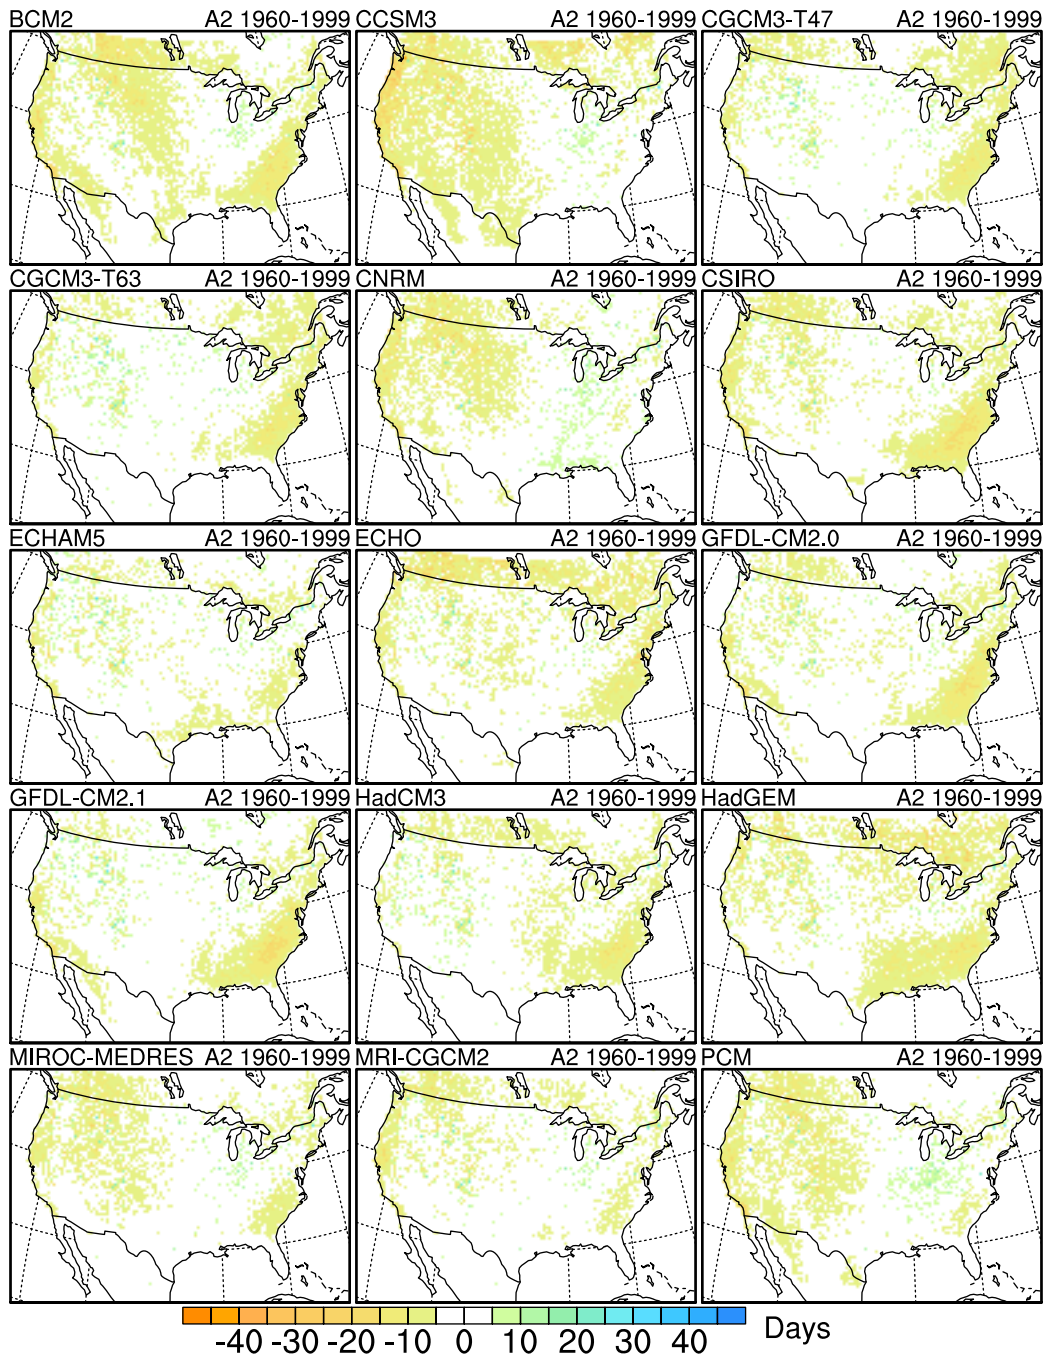 BCM2 A2 1960-1999 CCSM3 A2 1960-1999 CGCM3-T47 A2 1960-1999
CGCM3-T63 A2 1960-1999 CNRM A2 1960-1999 CSIRO A2 1960-1999
ECHAM5 A2 1960-1999 ECHO A2 1960-1999 GFDL-CM2.0 A2 1960-1999
GFDL-CM2.1 A2 1960-1999 HadCM3 A2 1960-1999 HadGEM A2 1960-1999
MIROC-MEDRES A2 1960-1999 MRI-CGCM2 A2 1960-1999 PCM A2 1960-1999
-40 -30 -20 -10 0 10 20 30 40 Days